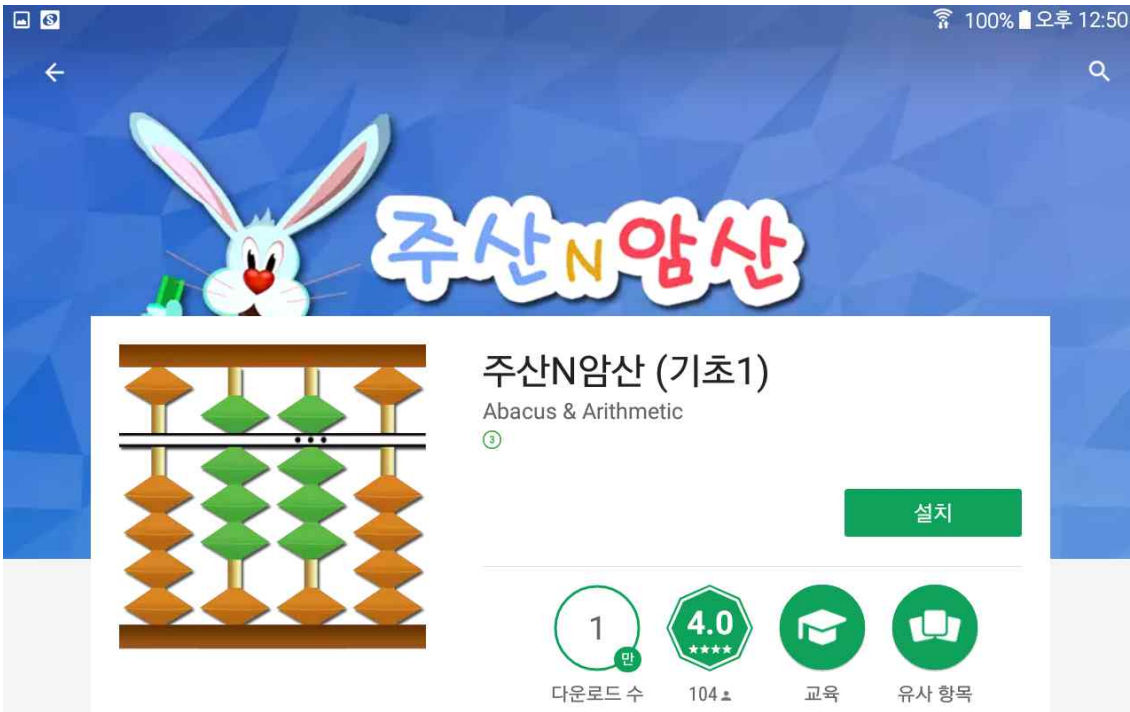 100% 오후 12:50
주산N암산
주산N암산 (기초1)
Abacus & Arithmetic
3
설치
1
만
4.0
다운로드 수
104
교육
유사 항목